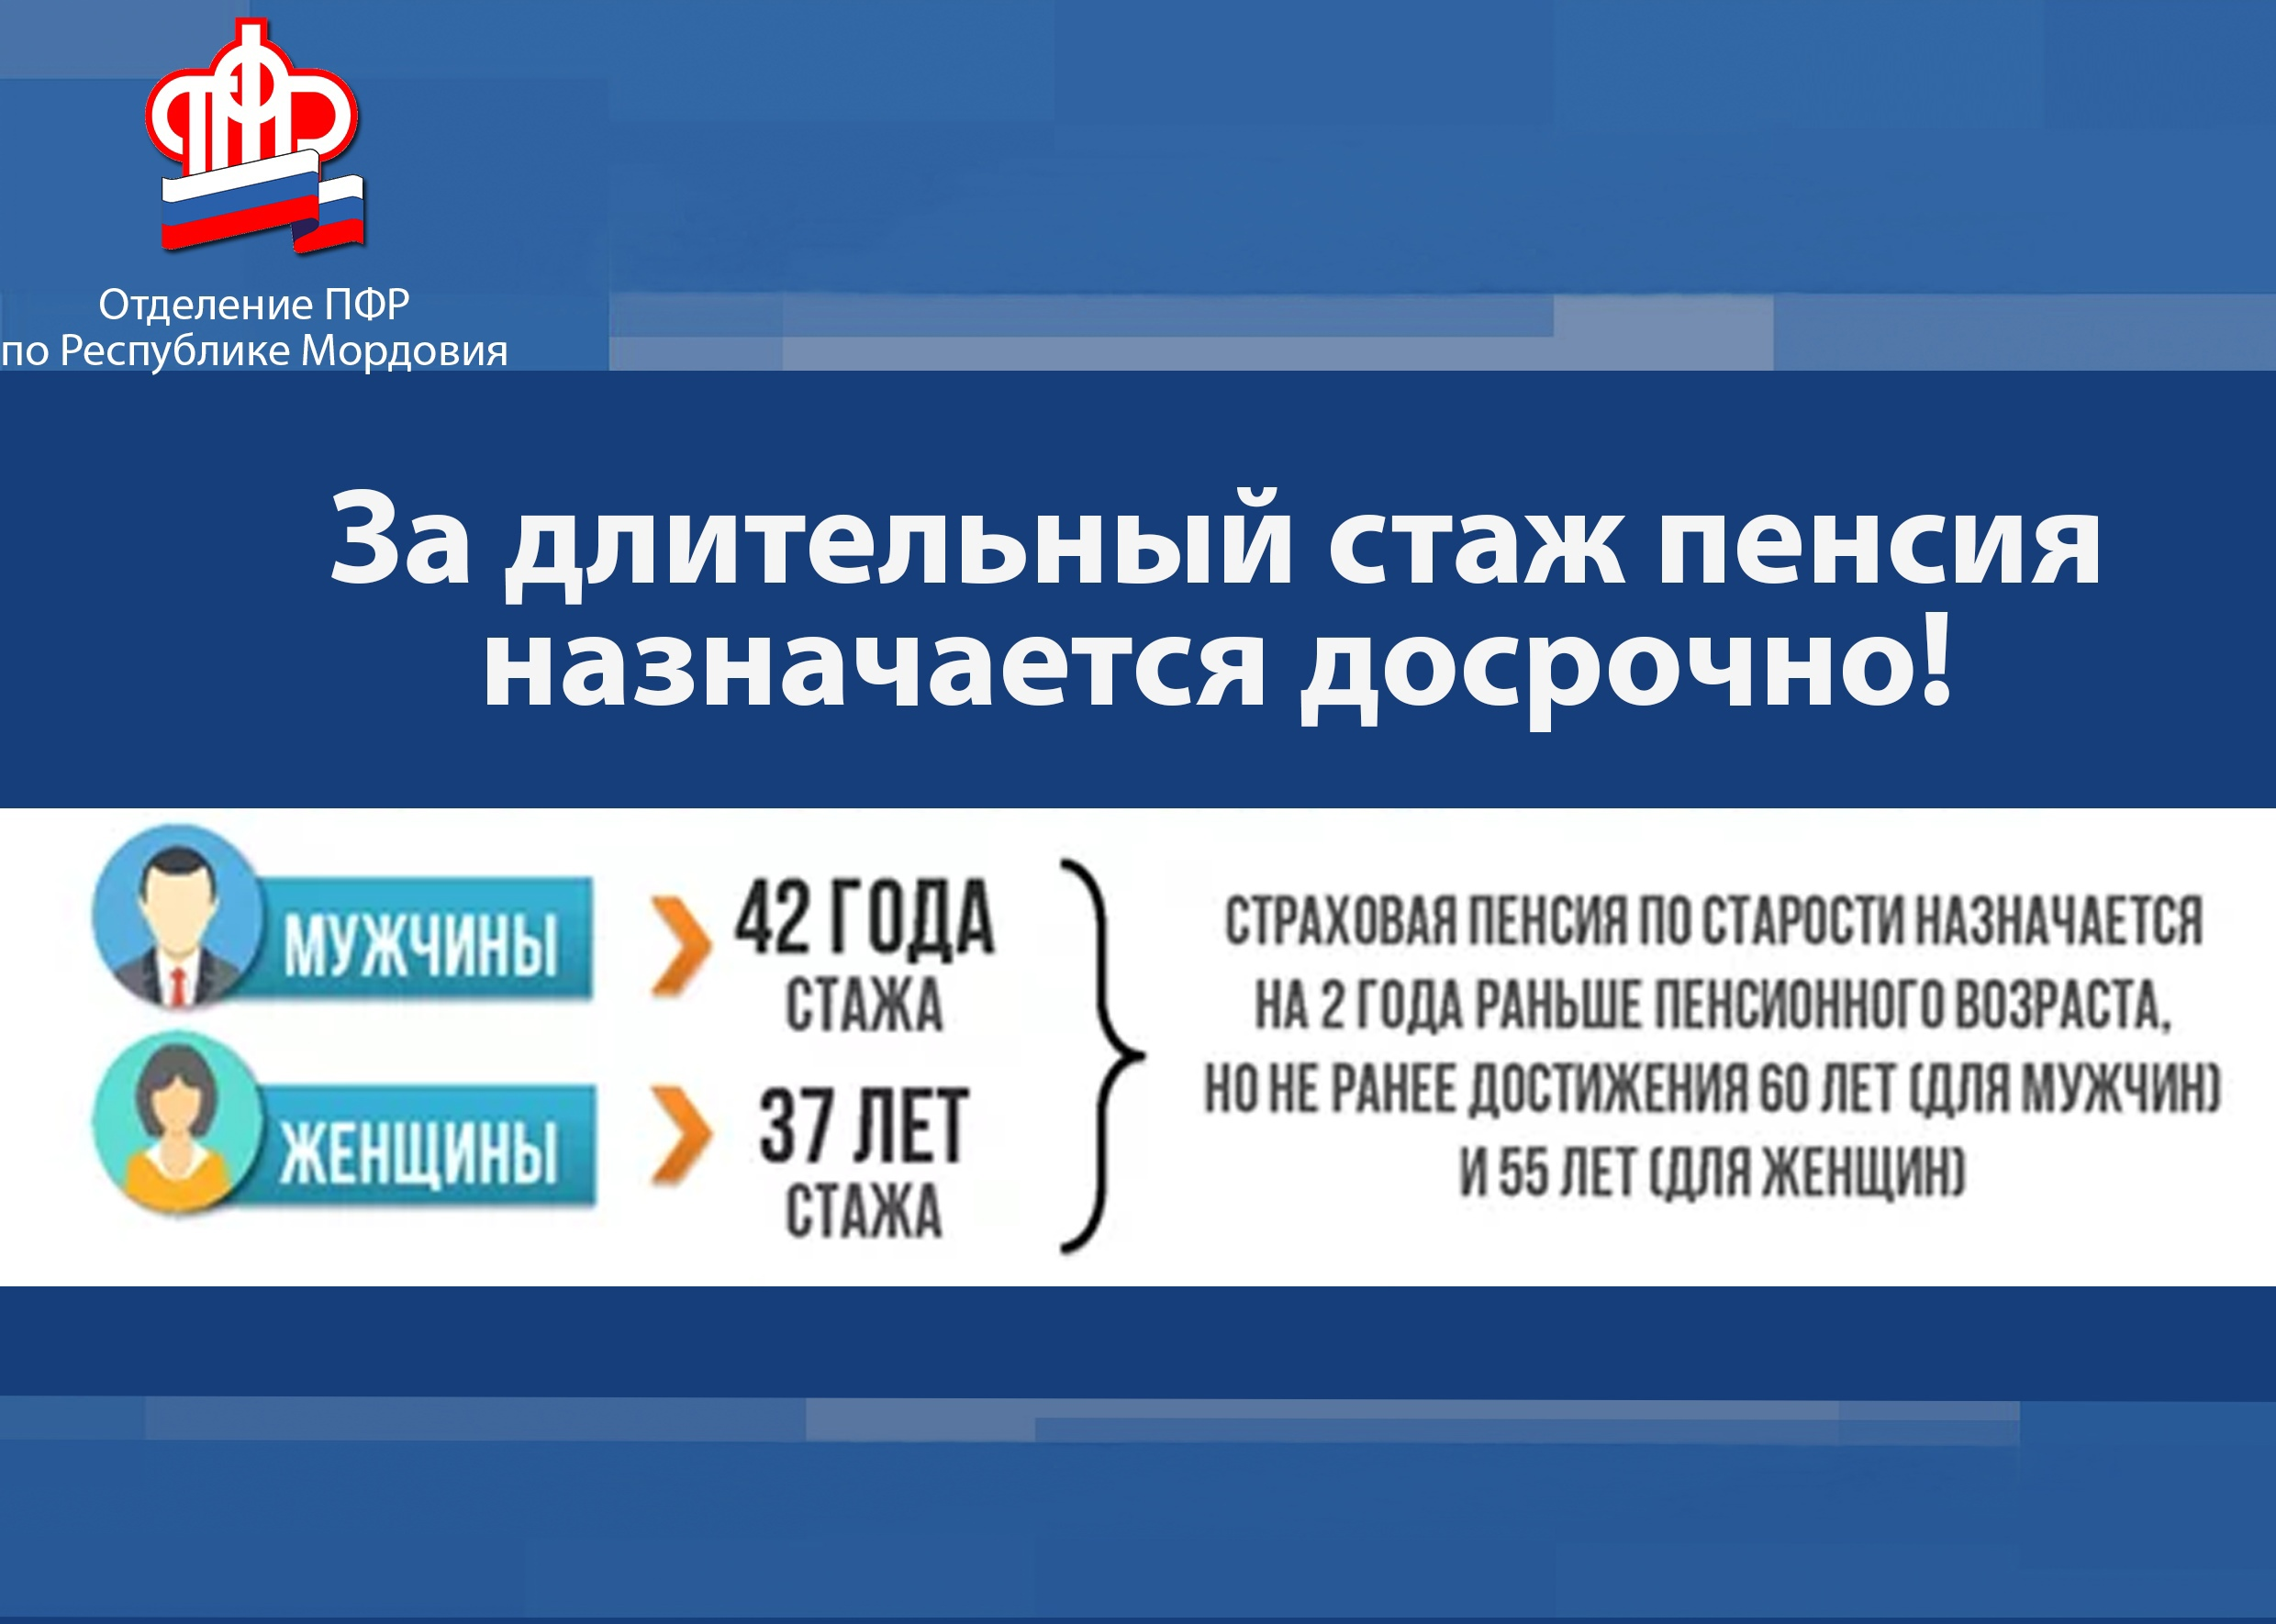 ПФР
Отделение ПФР
по Республике Мордовия
За длительный стаж пенсия
назначается досрочно!
МУЖЧИНЫ
42 ГОДА
СТАЖА
ЖЕНЩИНЫ
37 ЛЕТ
СТАЖА
СТРАХОВАЯ ПЕНСИЯ ПО СТАРОСТИ НАЗНАЧАЕТСЯ
НА 2 ГОДА РАНЬШЕ ПЕНСИОННОГО ВОЗРАСТА,
НО НЕ РАНЕЕ ДОСТИЖЕНИЯ 60 ЛЕТ (ДЛЯ МУЖЧИН)
И 55 ЛЕТ (ДЛЯ ЖЕНЩИН)